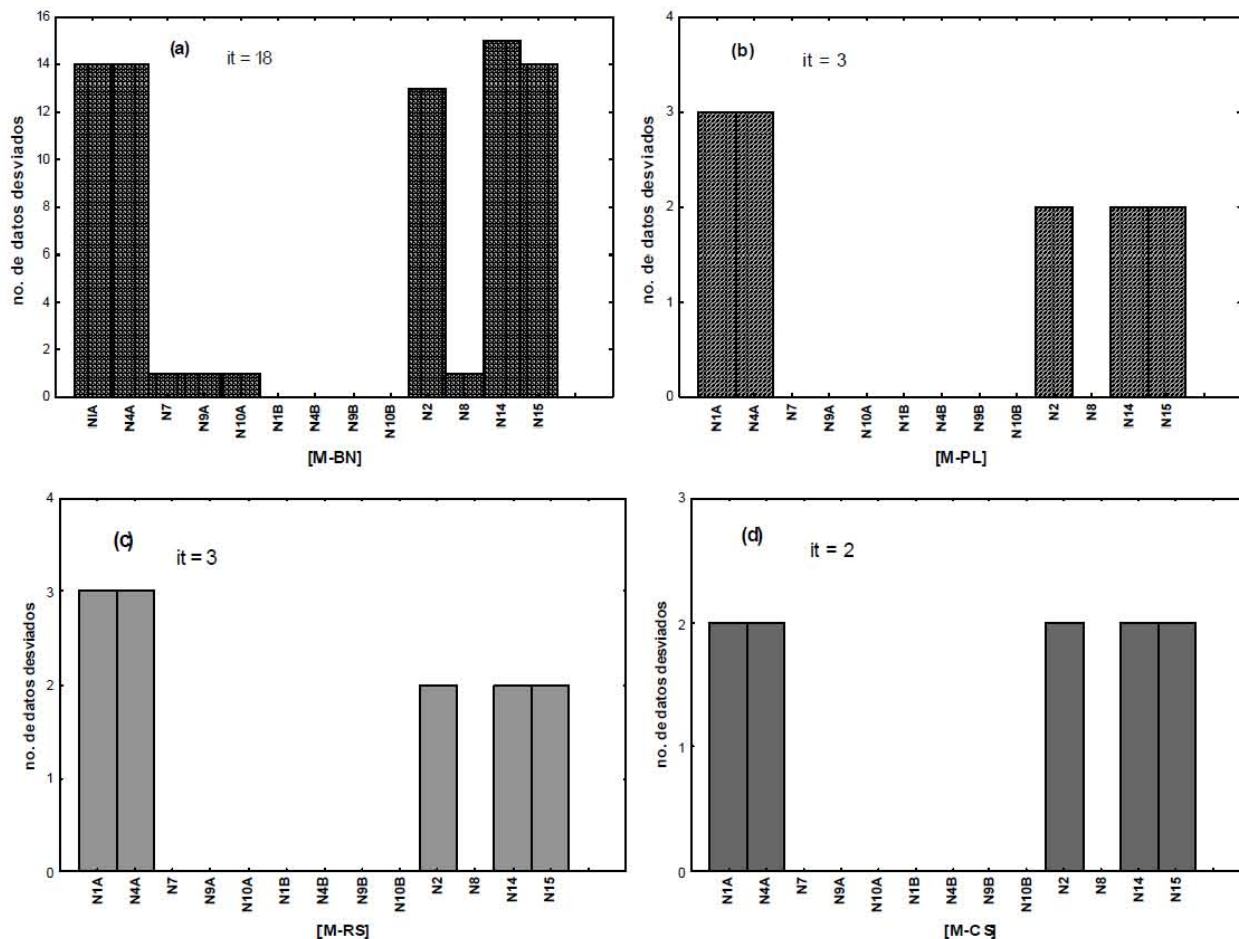 (a)
it = 18
no. de datos desviados
16
14
12
10
8
6
4
2
0
N1A N4A N7 N9A N10A N1B N4B N9B N10B N2 N8 N14 N15
[M-BN]
(b)
it = 3
no. de datos desviados
4
3
2
1
0
N1A N4A N7 N9A N10A N1B N4B N9B N10B N2 N8 N14 N15
[M-PL]
(c)
it = 3
no. de datos desviados
4
3
2
1
0
N1A N4A N7 N9A N10A N1B N4B N9B N10B N2 N8 N14 N15
[M-RS]
(d)
it = 2
no. de datos desviados
3
2
1
0
N1A N4A N7 N9A N10A N1B N4B N9B N10B N2 N8 N14 N15
[M-CS]